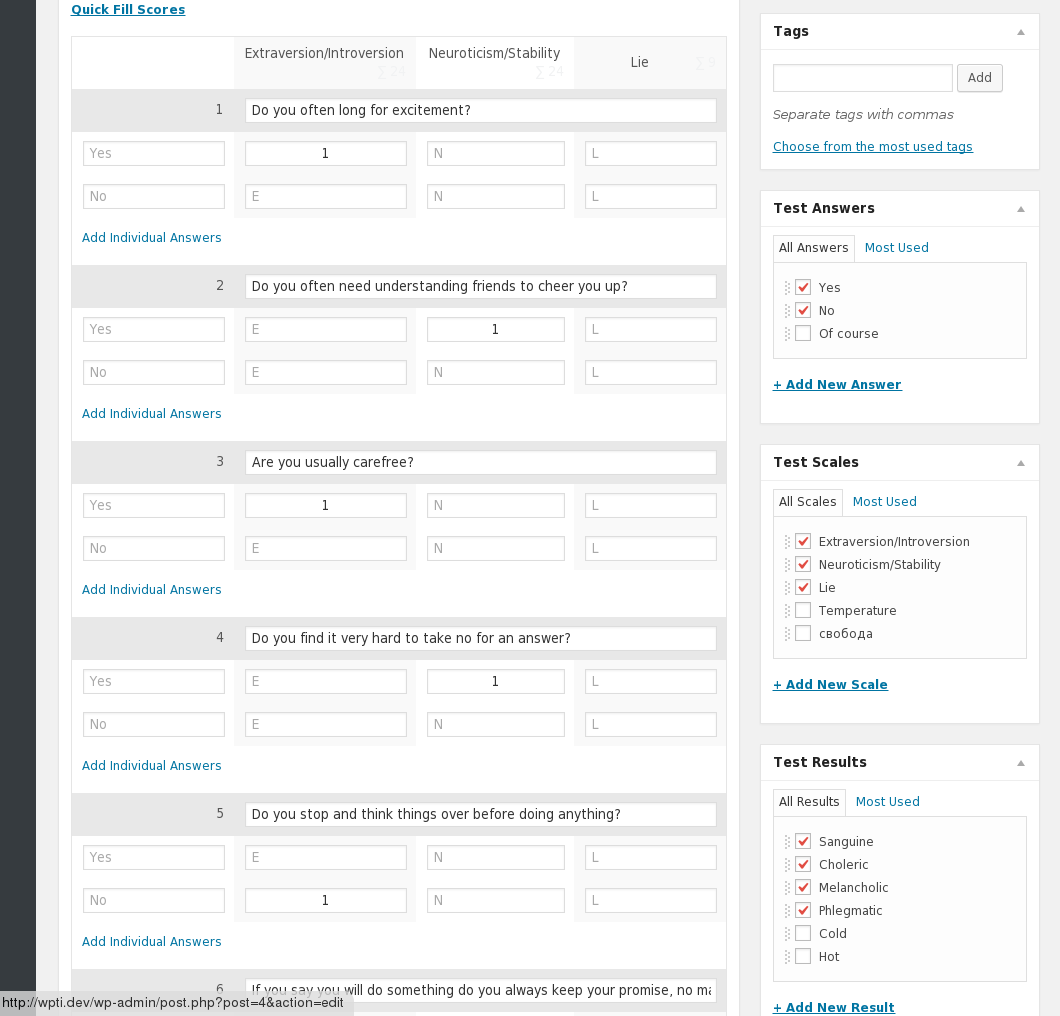 Quick Fill Scores
Extraversion/Introversion Neuroticism/Stability Lie
∑ 24 ∑ 24 ∑
1 Do you often long for excitement?
Yes 1 N L
No E N L
Add Individual Answers
2 Do you often need understanding friends to cheer you up?
Yes E 1 L
No E N L
Add Individual Answers
3 Are you usually carefree?
Yes 1 N L
No E N L
Add Individual Answers
4 Do you find it very hard to take no for an answer?
Yes E 1 L
No E N L
Add Individual Answers
5 Do you stop and think things over before doing anything?
Yes E N L
No 1 N L
Add Individual Answers
6 If you say you will do something do you always keep your promise, no ma
http://wpti.dev/wp-admin/post.php?post=4&action=edit
Tags
Add
Separate tags with commas
Choose from the most used tags
Test Answers
All Answers Most Used
Yes
No
Of course
+ Add New Answer
Test Scales
All Scales Most Used
Extraversion/Introversion
Neuroticism/Stability
Lie
Temperature
свобода
+ Add New Scale
Test Results
All Results Most Used
Sanguine
Choleric
Melancholic
Phlegmatic
Cold
Hot
+ Add New Result